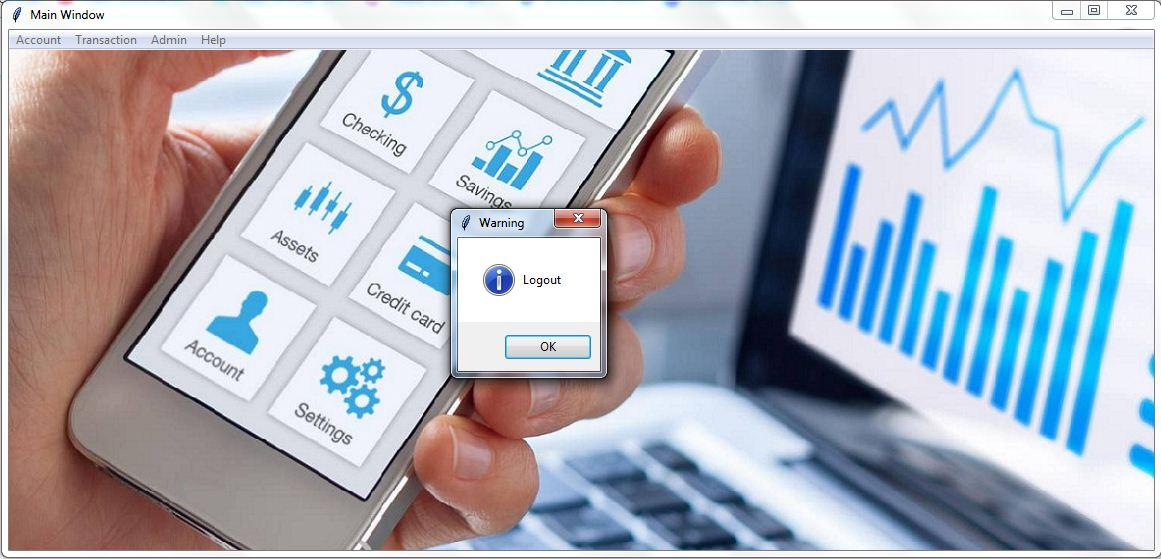 Main Window
Account Transaction Admin Help
Checking
Savings
Assets
Credit card
Account
Settings
Warning
Logout
OK